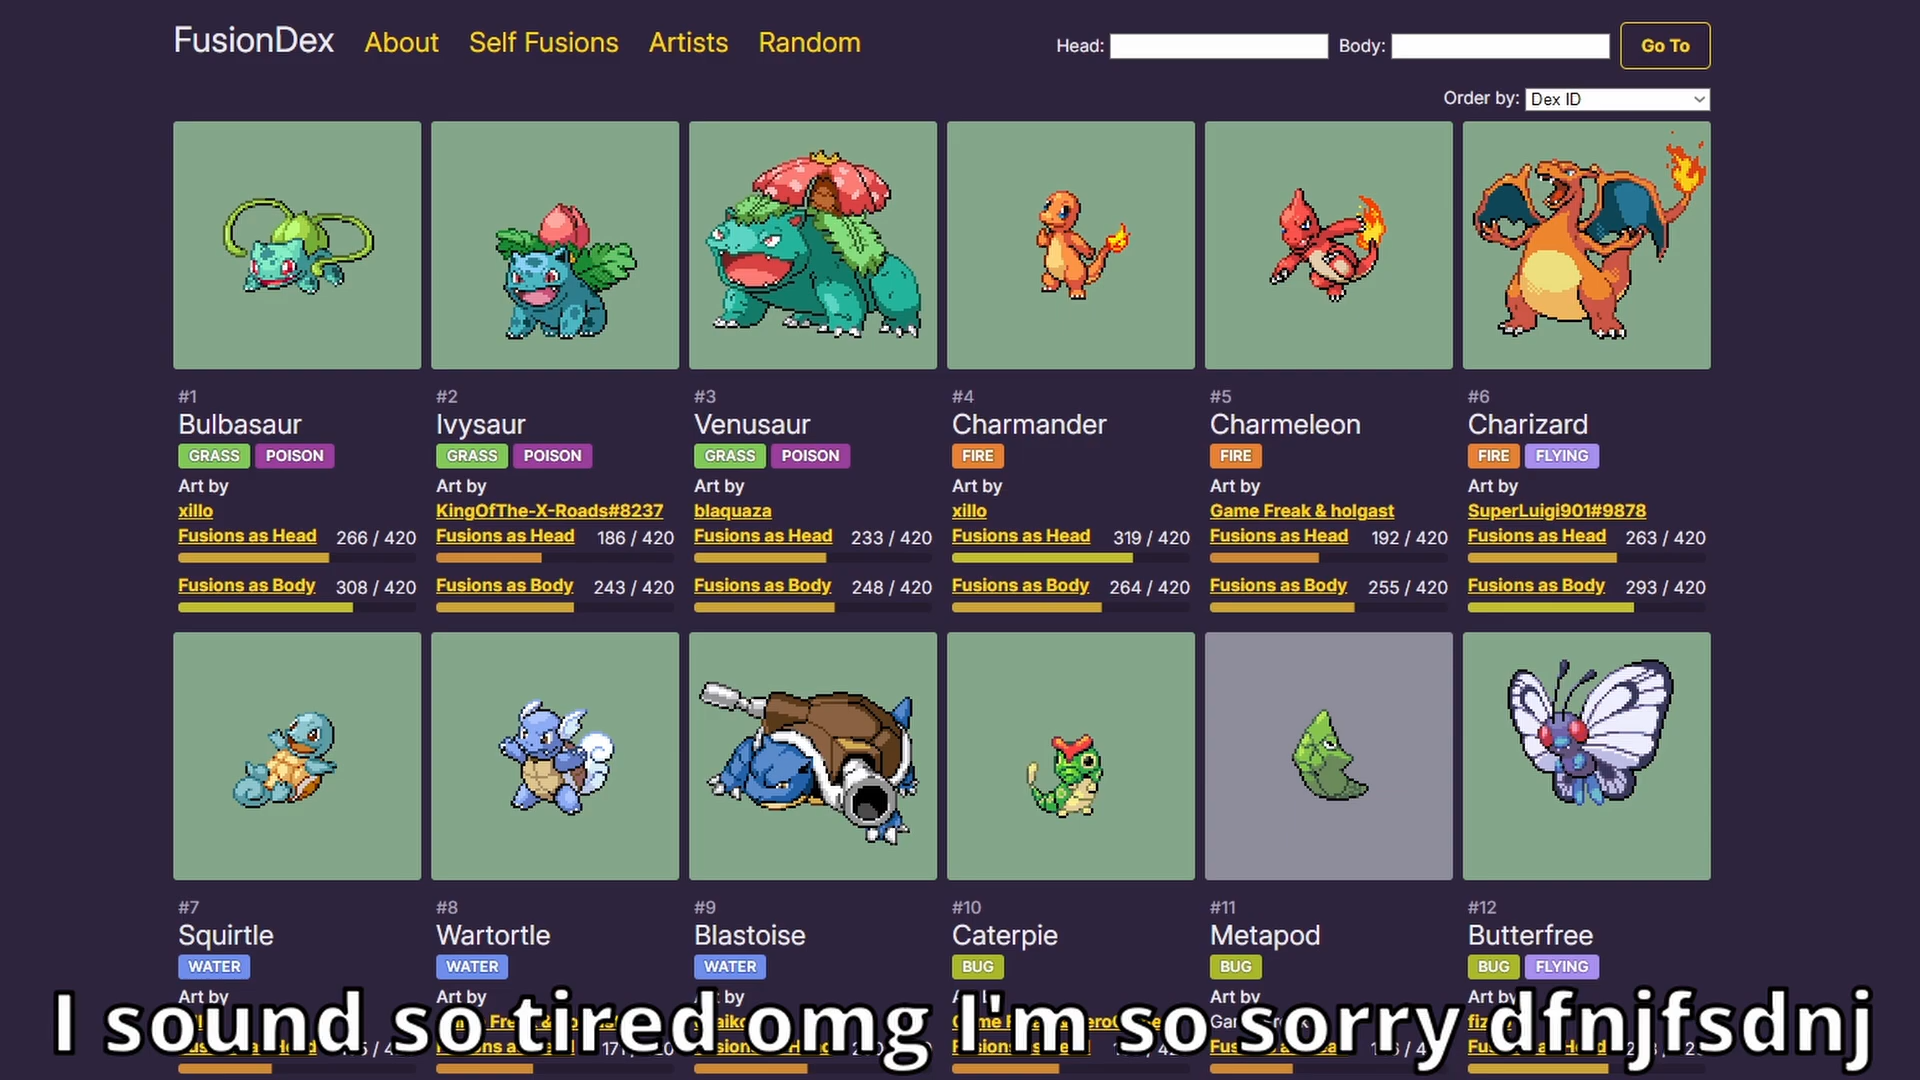 FusionDex About Self Fusions Artists Random Head: Body: Go To
Order by: Dex ID
#1 #2 #3 #4 #5 #6
Bulbasaur Ivysaur Venusaur Charmander Charmeleon Charizard
GRASS POISON GRASS POISON GRASS POISON FIRE FIRE FIRE FLYING
Art by Art by Art by Art by Art by Art by
xillo KingOfThe-X-Roads#8237 blaquaza xillo Game Freak & holgast SuperLuigi901#9878
Fusions as Head 266 / 420 Fusions as Head 186 / 420 Fusions as Head 233 / 420 Fusions as Head 319 / 420 Fusions as Head 192 / 420 Fusions as Head 263 / 420
Fusions as Body 308 / 420 Fusions as Body 243 / 420 Fusions as Body 248 / 420 Fusions as Body 264 / 420 Fusions as Body 255 / 420 Fusions as Body 293 / 420
#7 #8 #9 #10 #11 #12
Squirtle Wartortle Blastoise Caterpie Metapod Butterfree
WATER WATER WATER BUG BUG BUG FLYING
Art by Art by Art by Art by Art by Art by
I sound so tired omg I'm so sorry dfnjfsdnj